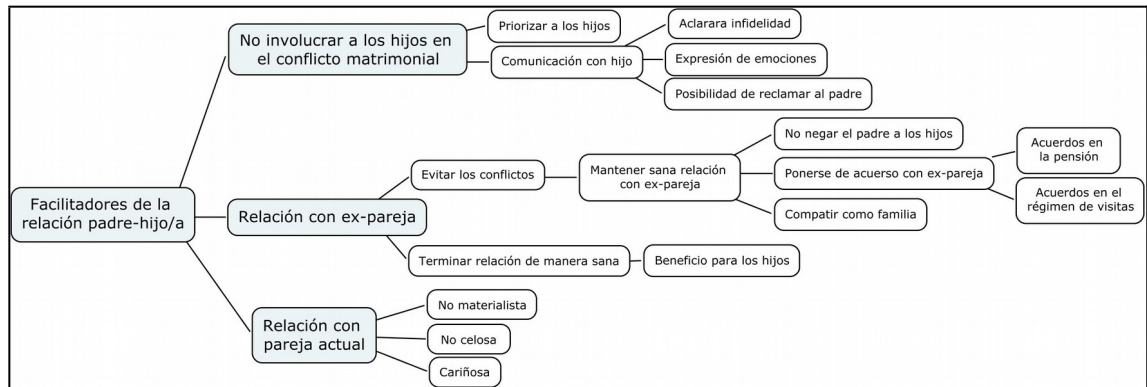 Facilitadores de la
relación padre-hijo/a
No involucrar a los hijos en
el conflicto matrimonial
Priorizar a los hijos
Comunicación con hijo
Aclarara infidelidad
Expresión de emociones
Posibilidad de reclamar al padre
Relación con ex-pareja
Evitar los conflictos
Mantener sana relación
con ex-pareja
No negar el padre a los hijos
Ponerse de acuerso con ex-pareja
Acuerdos en
la pensión
Acuerdos en el
régimen de visitas
Compatir como familia
Terminar relación de manera sana
Beneficio para los hijos
Relación con
pareja actual
No materialista
No celosa
Cariñosa